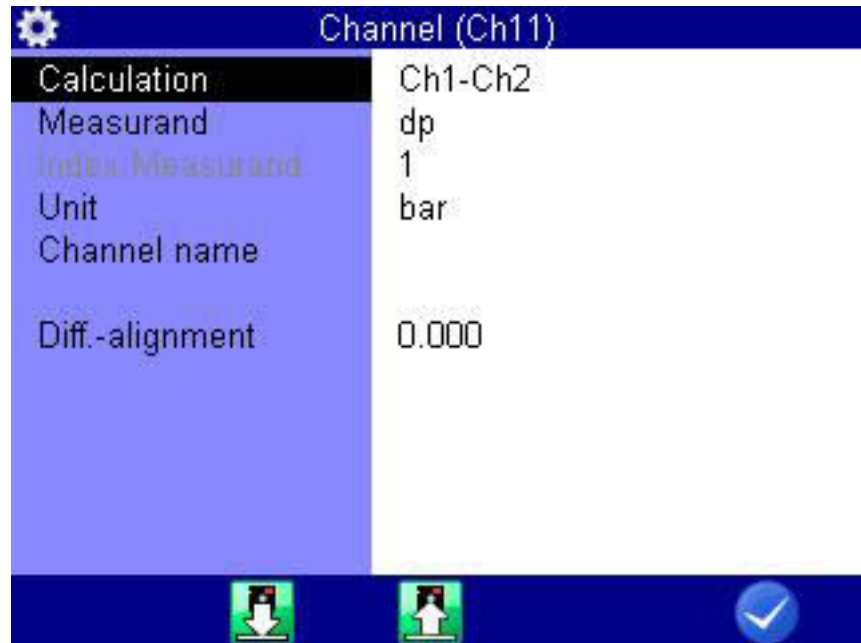 Channel (Ch11)
Calculation Ch1-Ch2
Measurand dp
Index Measurand 1
Unit bar
Channel name
Diff.-alignment 0.000